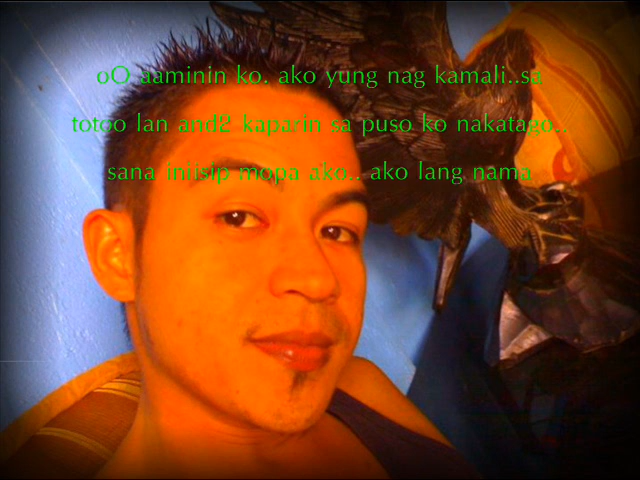 oO aaminin ko. ako yung nag kamali..sa
totoo lan and2 kaparin sa puso ko nakatago..
sana iniisip mopa ako.. ako lang nama